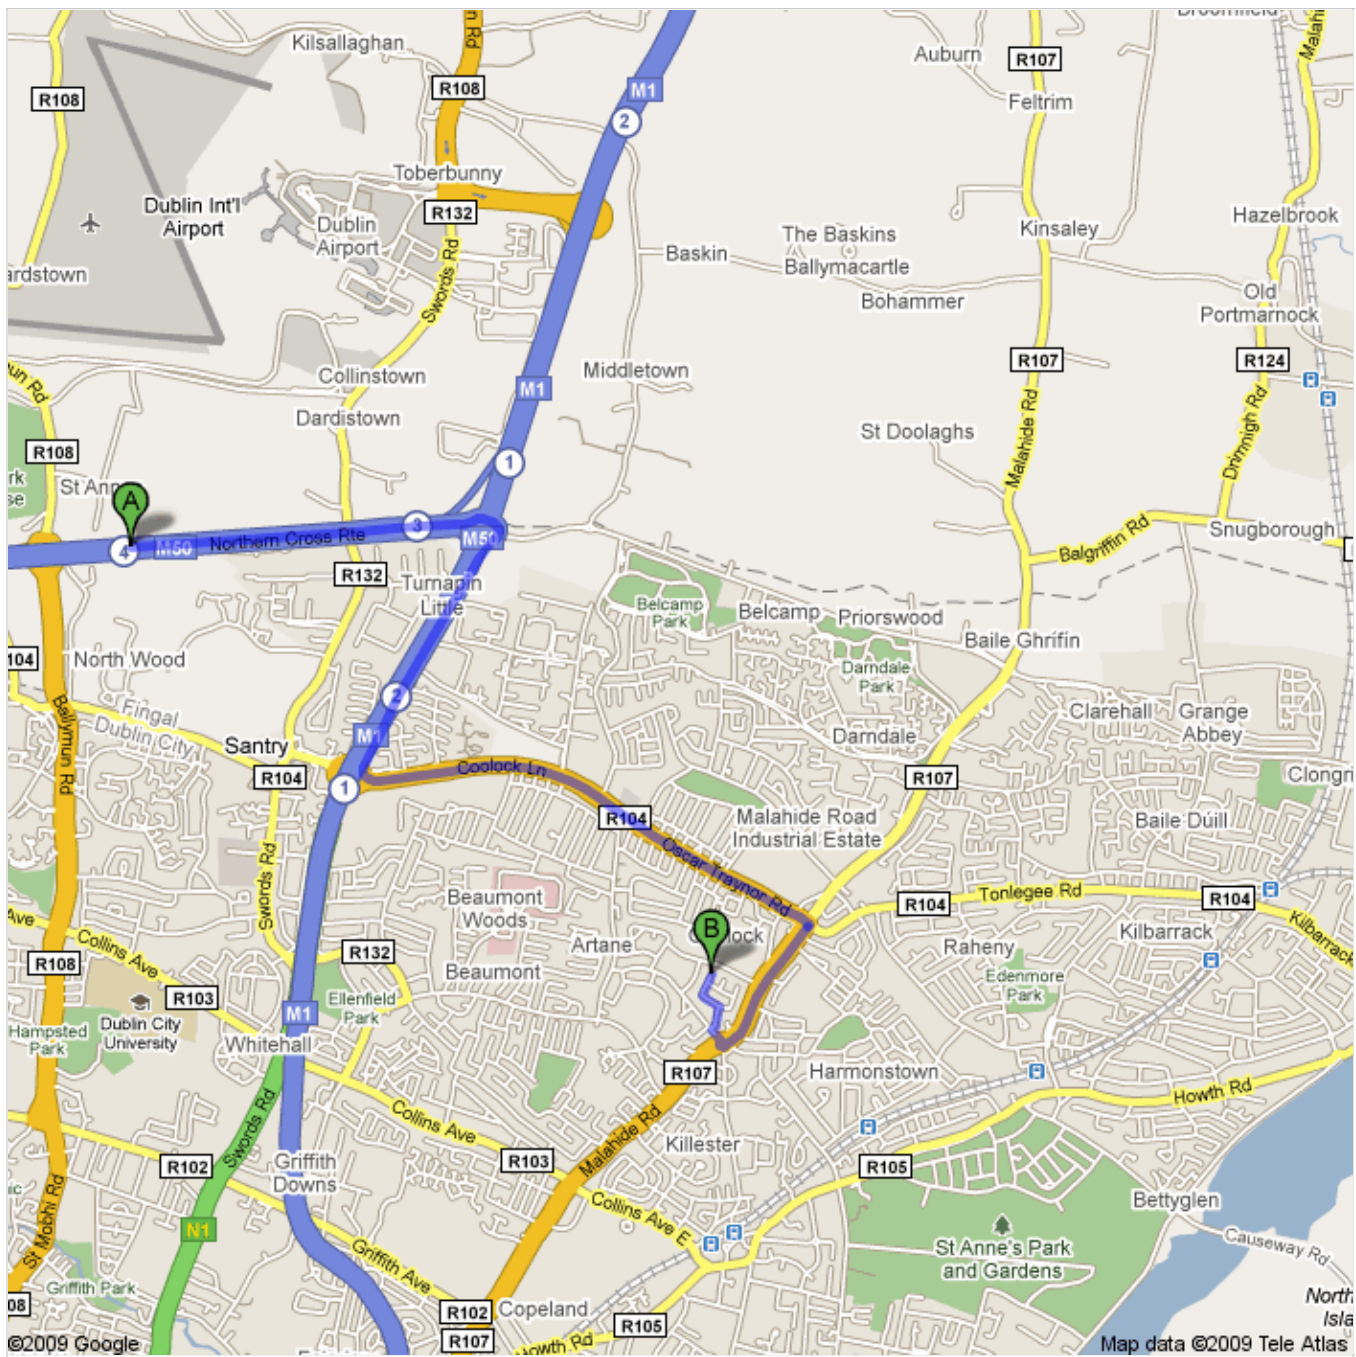 Kilsallaghan
Auburn
M1
R107
R108
R108
2
Feltrim
Toberbunny
Dublin Int'l
Airport
R132
Dublin
Airport
Hazelbrook
The Baskins
Kinsaley
Baskin
Ballymacartle
Bohammer
Old
Portmarnock
Swords Rd
Middletown
R107
R124
Collinstown
M1
Dardistown
Malahide Rd
Drimnigh Rd
St Doolaghs
R108
1
A
3
4
M50
Northern Cross Rte
M50
Balgriffin Rd
Snugborough
R132
Turnapin
Little
Belcamp
Park
Belcamp
Priorswood
Baile Ghrifin
North Wood
Darndale
Park
Fingal
Dublin City
2
Clarehall
Grange
Abbey
Ballymun Rd
Santry
M1
Darndale
R104
Coolock Ln
1
R107
R104
Malahide Road
Industrial Estate
Baile Dúill
Oscar Traynor Rd
Swords Rd
Beaumont
Woods
R104
Tonlegee Rd
R104
B
Collins Ave
R132
Artane
Raheny
Kilbarrack
Kilbarrack
R108
Beaumont
Edenmore
Park
R103
Ellenfield
Park
M1
Dublin City
University
Hampsted
Park
Whitehall
R107
Harmonstown
Howth Rd
Swords Rd
Collins Ave
Malahide Rd
Killester
R102
R103
R105
Griffith
Downs
St Mobhi Rd
Collins Ave E
Bettyglen
N1
St Anne's Park
and Gardens
Causeway Rd
Griffith Ave
Griffith Park
R102
Copeland
R107
Howth Rd
R105
North
©2009 Google
Map data ©2009 Tele Atlas